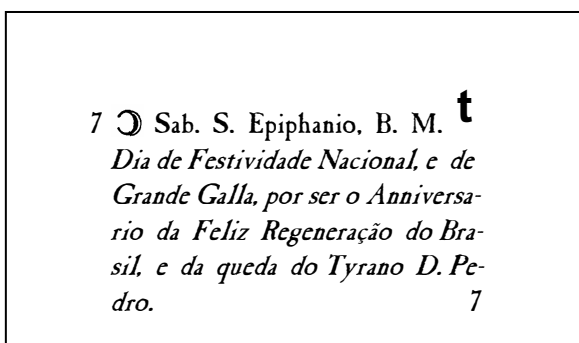 7 ☽ Sab. S. Epiphanio, B. M. t
Dia de Festividade Nacional, e de
Grande Galla, por ser o Anniversa-
rio da Feliz Regeneração do Bra-
sil, e da queda do Tyrano D. Pe-
dro. 7